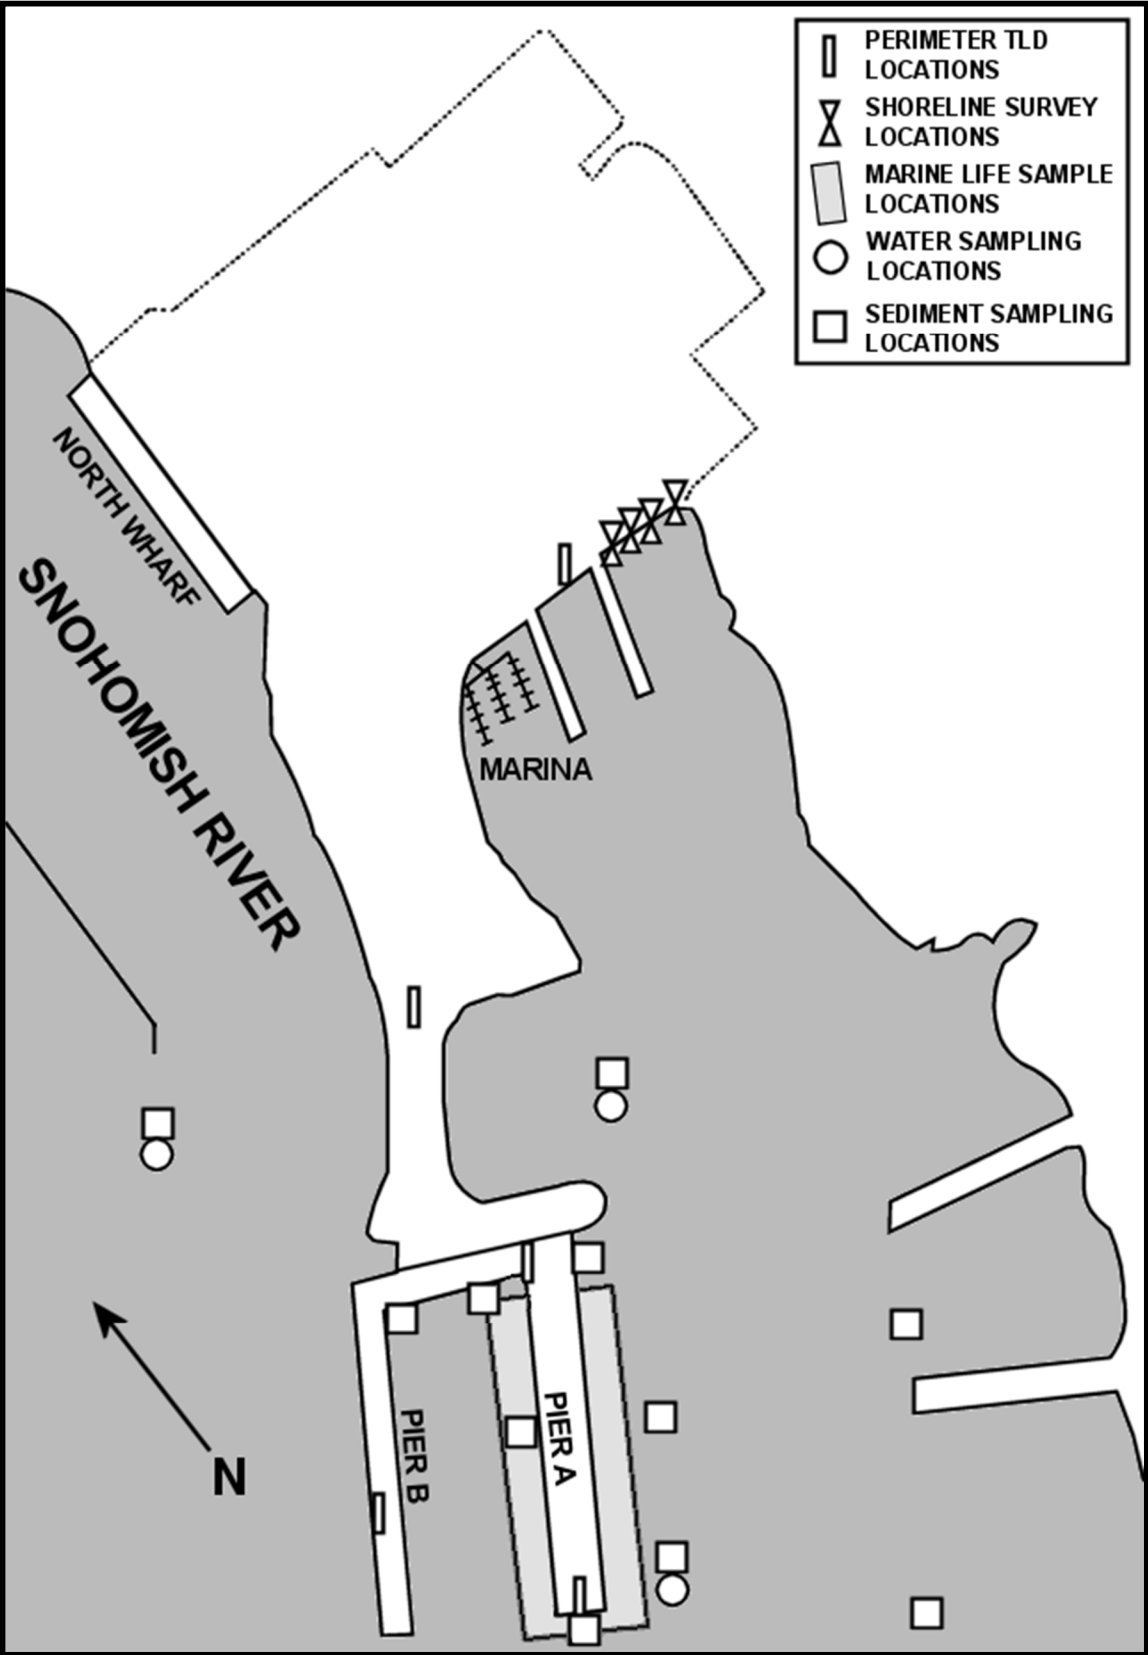 PERIMETER TLD
LOCATIONS
SHORELINE SURVEY
LOCATIONS
MARINE LIFE SAMPLE
LOCATIONS
WATER SAMPLING
LOCATIONS
SEDIMENT SAMPLING
LOCATIONS
NORTH WHARF
SNOHOMISH RIVER
MARINA
PIER A
PIER B
N